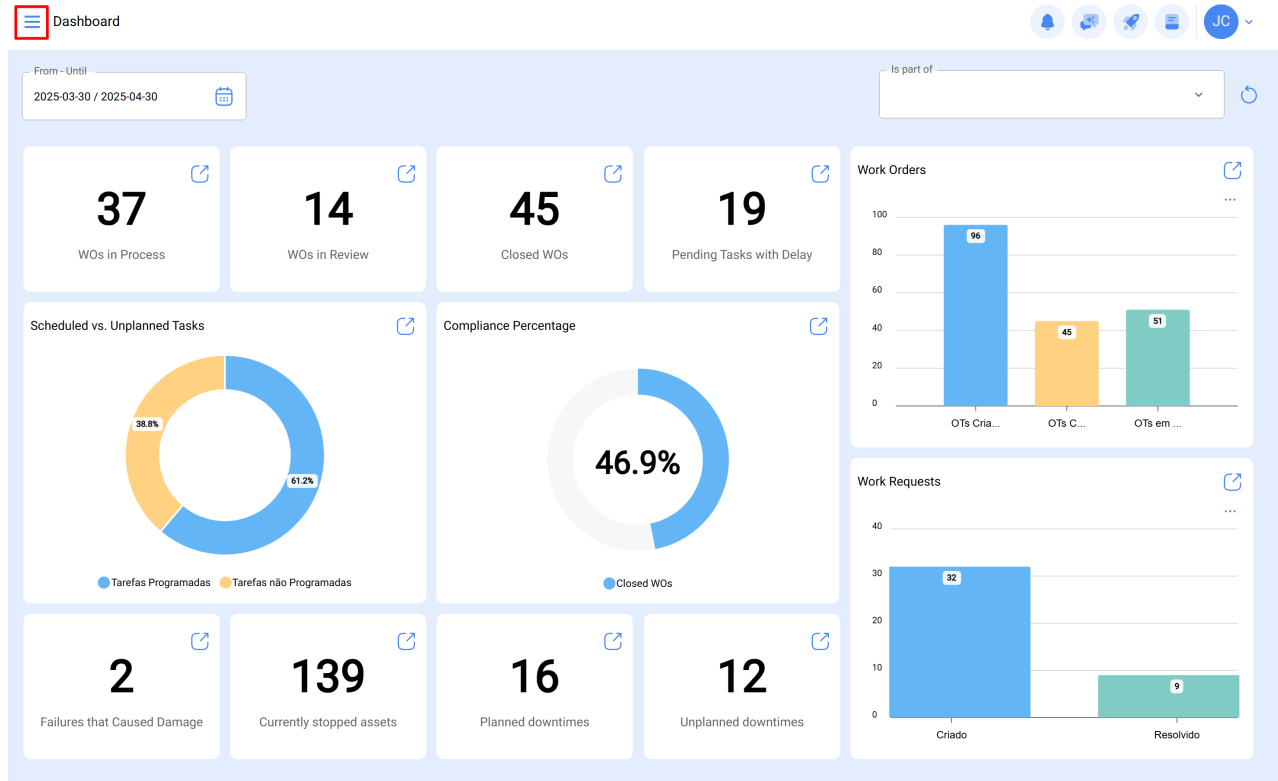 Dashboard
JC
From - Until
2025-03-30 / 2025-04-30
Is part of
37
WOs in Process
14
WOs in Review
45
Closed WOs
19
Pending Tasks with Delay
Work Orders
...
100
80
60
40
20
0
96
45
51
OTs Cria...
OTs C...
OTs em ...
Scheduled vs. Unplanned Tasks
38.8%
61.2%
Tarefas Programadas
Tarefas não Programadas
Compliance Percentage
46.9%
Closed WOs
Work Requests
...
40
30
20
10
0
32
9
Criado
Resolvido
2
Failures that Caused Damage
139
Currently stopped assets
16
Planned downtimes
12
Unplanned downtimes